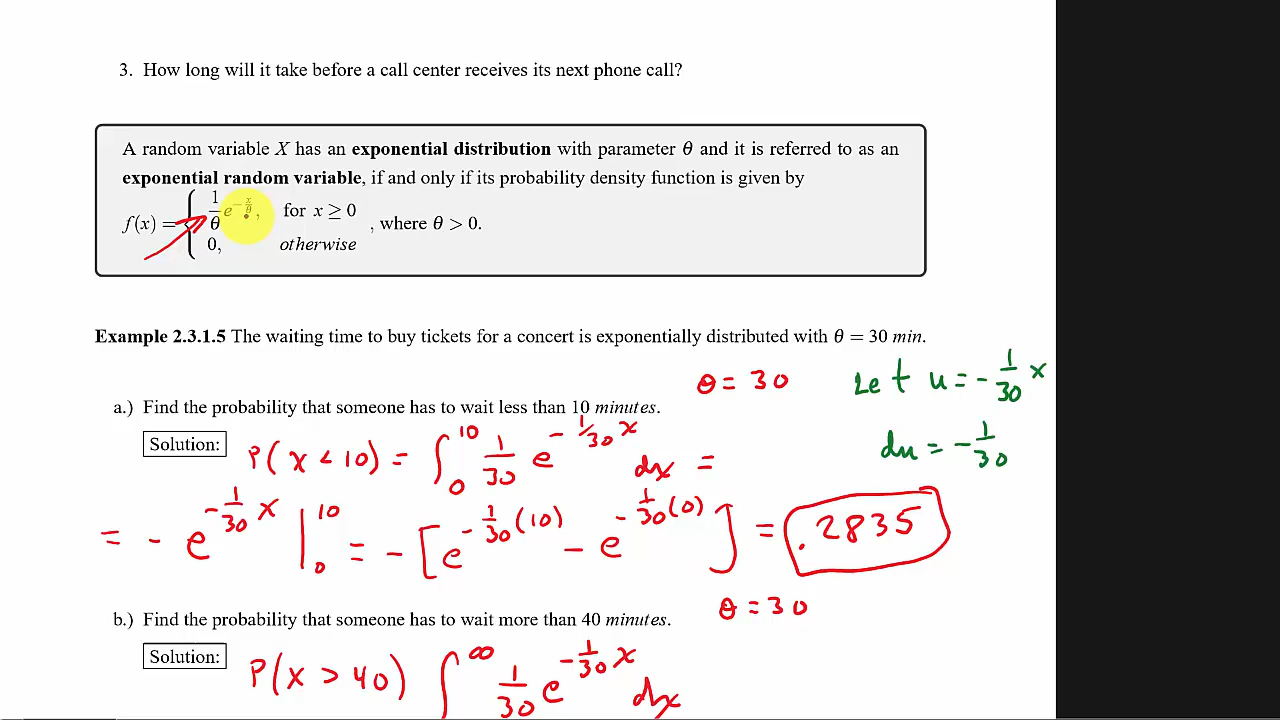 3. How long will it take before a call center receives its next phone call?
A random variable X has an exponential distribution with parameter θ and it is referred to as an
exponential random variable, if and only if its probability density function is given by
f(x) = { 1/θ e^(-x/θ), for x ≥ 0
0, otherwise , where θ > 0.
Example 2.3.1.5 The waiting time to buy tickets for a concert is exponentially distributed with θ = 30 min.
θ = 30
Let u = -1/30 x
a.) Find the probability that someone has to wait less than 10 minutes.
du = -1/30
Solution: P(x < 10) = ∫_0^10 1/30 e^(-1/30 x) dx =
= - e^(-1/30 x) |_0^10 = - [e^(-1/30 (10)) - e^(-1/30 (0))] = .2835
θ = 30
b.) Find the probability that someone has to wait more than 40 minutes.
Solution: P(x > 40) ∫^∞ 1/30 e^(-1/30 x) dx